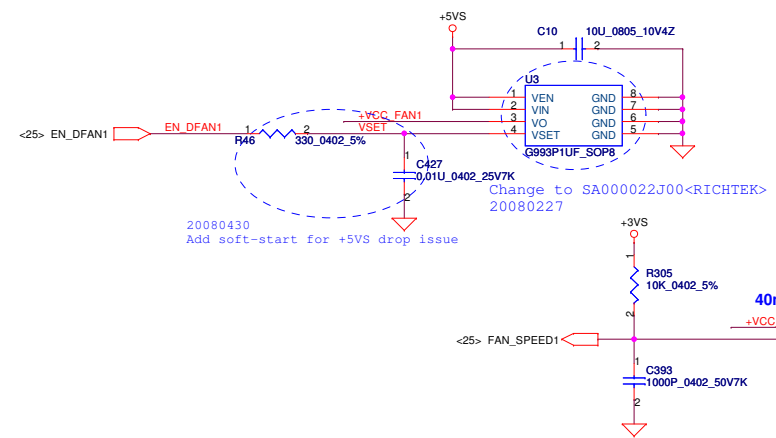 +5VS
C10 10U_0805_10V4Z
1 2
U3
1 VEN GND 8
2 VIN GND 7
3 VO GND 6
4 VSET GND 5
G993P1UF_SOP8
+VCC_FAN1
<25> EN_DFAN1 EN_DFAN1 1 2 VSET
R46 330_0402_5%
1
C427
0.01U_0402_25V7K
2
Change to SA000022J00<RICHTEK>
20080227
20080430
Add soft-start for +5VS drop issue
+3VS
1
R305
10K_0402_5%
2
40m
+VCC
<25> FAN_SPEED1
1
C393
1000P_0402_50V7K
2